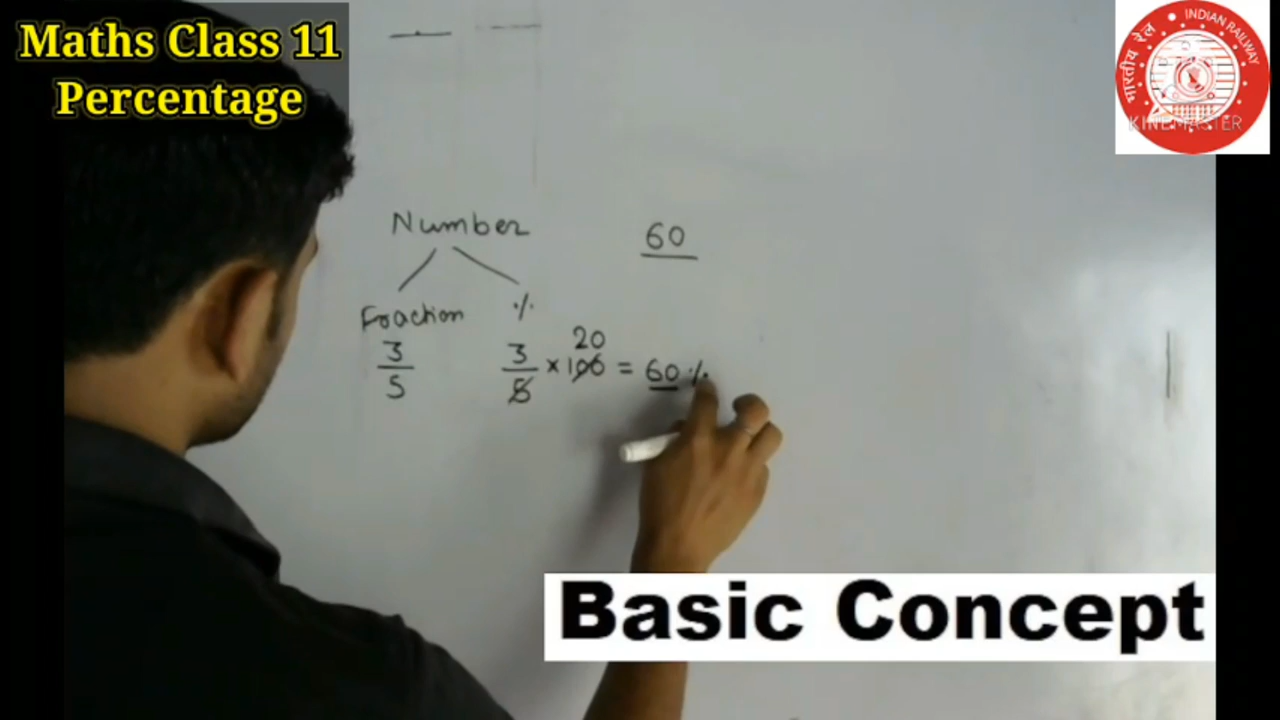 Maths Class 11
Percentage
भारतीय रेल INDIAN RAILWAY
KINEMASTER
Number
60
Fraction %
20
3/5 3/5 × 100 = 60 %
Basic Concept